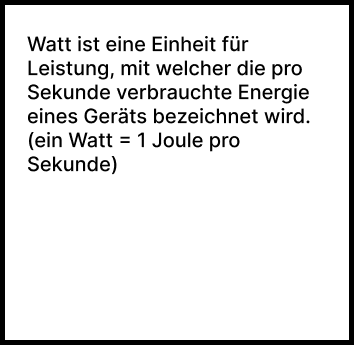 Watt ist eine Einheit für
Leistung, mit welcher die pro
Sekunde verbrauchte Energie
eines Geräts bezeichnet wird.
(ein Watt = 1 Joule pro
Sekunde)